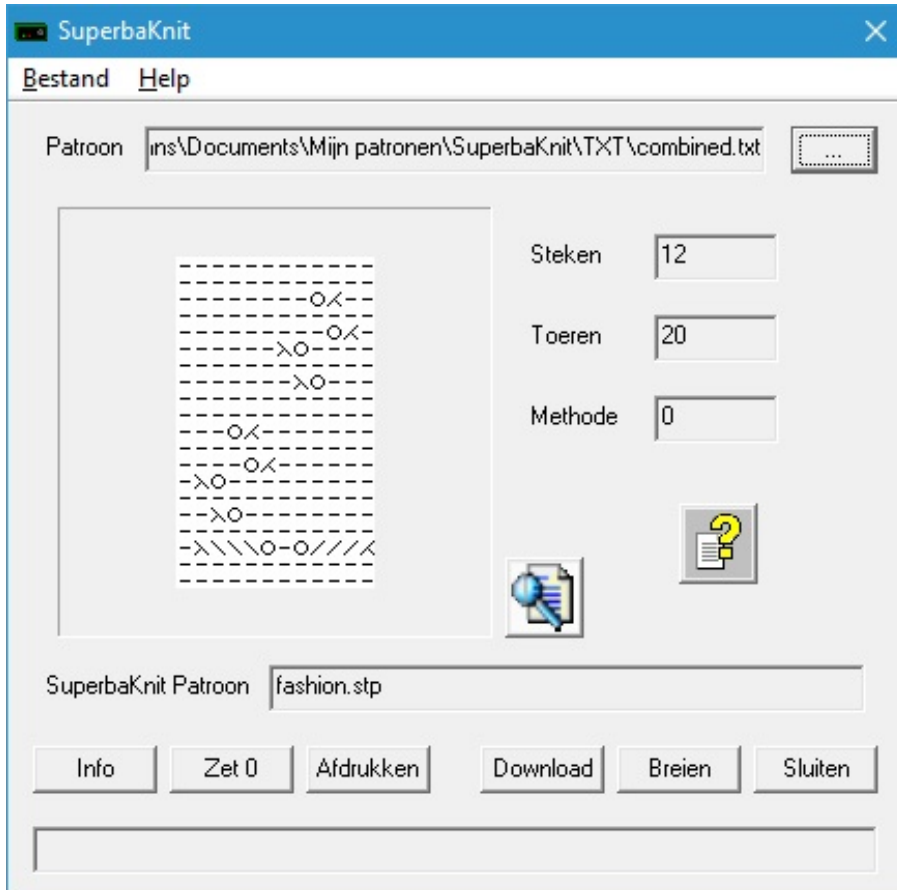 SuperbaKnit
Bestand Help
Patroon ns\Documents\Mijn patronen\SuperbaKnit\TXT\combined.txt ...
------------
------------
--------O⋌--
------------
---------O⋌-
------⋋O----
------------
-------⋋O---
------------
------------
---O⋌-------
------------
----O⋌------
-⋋O---------
------------
--⋋O--------
------------
-⋋\\\O-O///⋌
------------
------------
Steken 12
Toeren 20
Methode 0
SuperbaKnit Patroon fashion.stp
Info Zet 0 Afdrukken Download Breien Sluiten